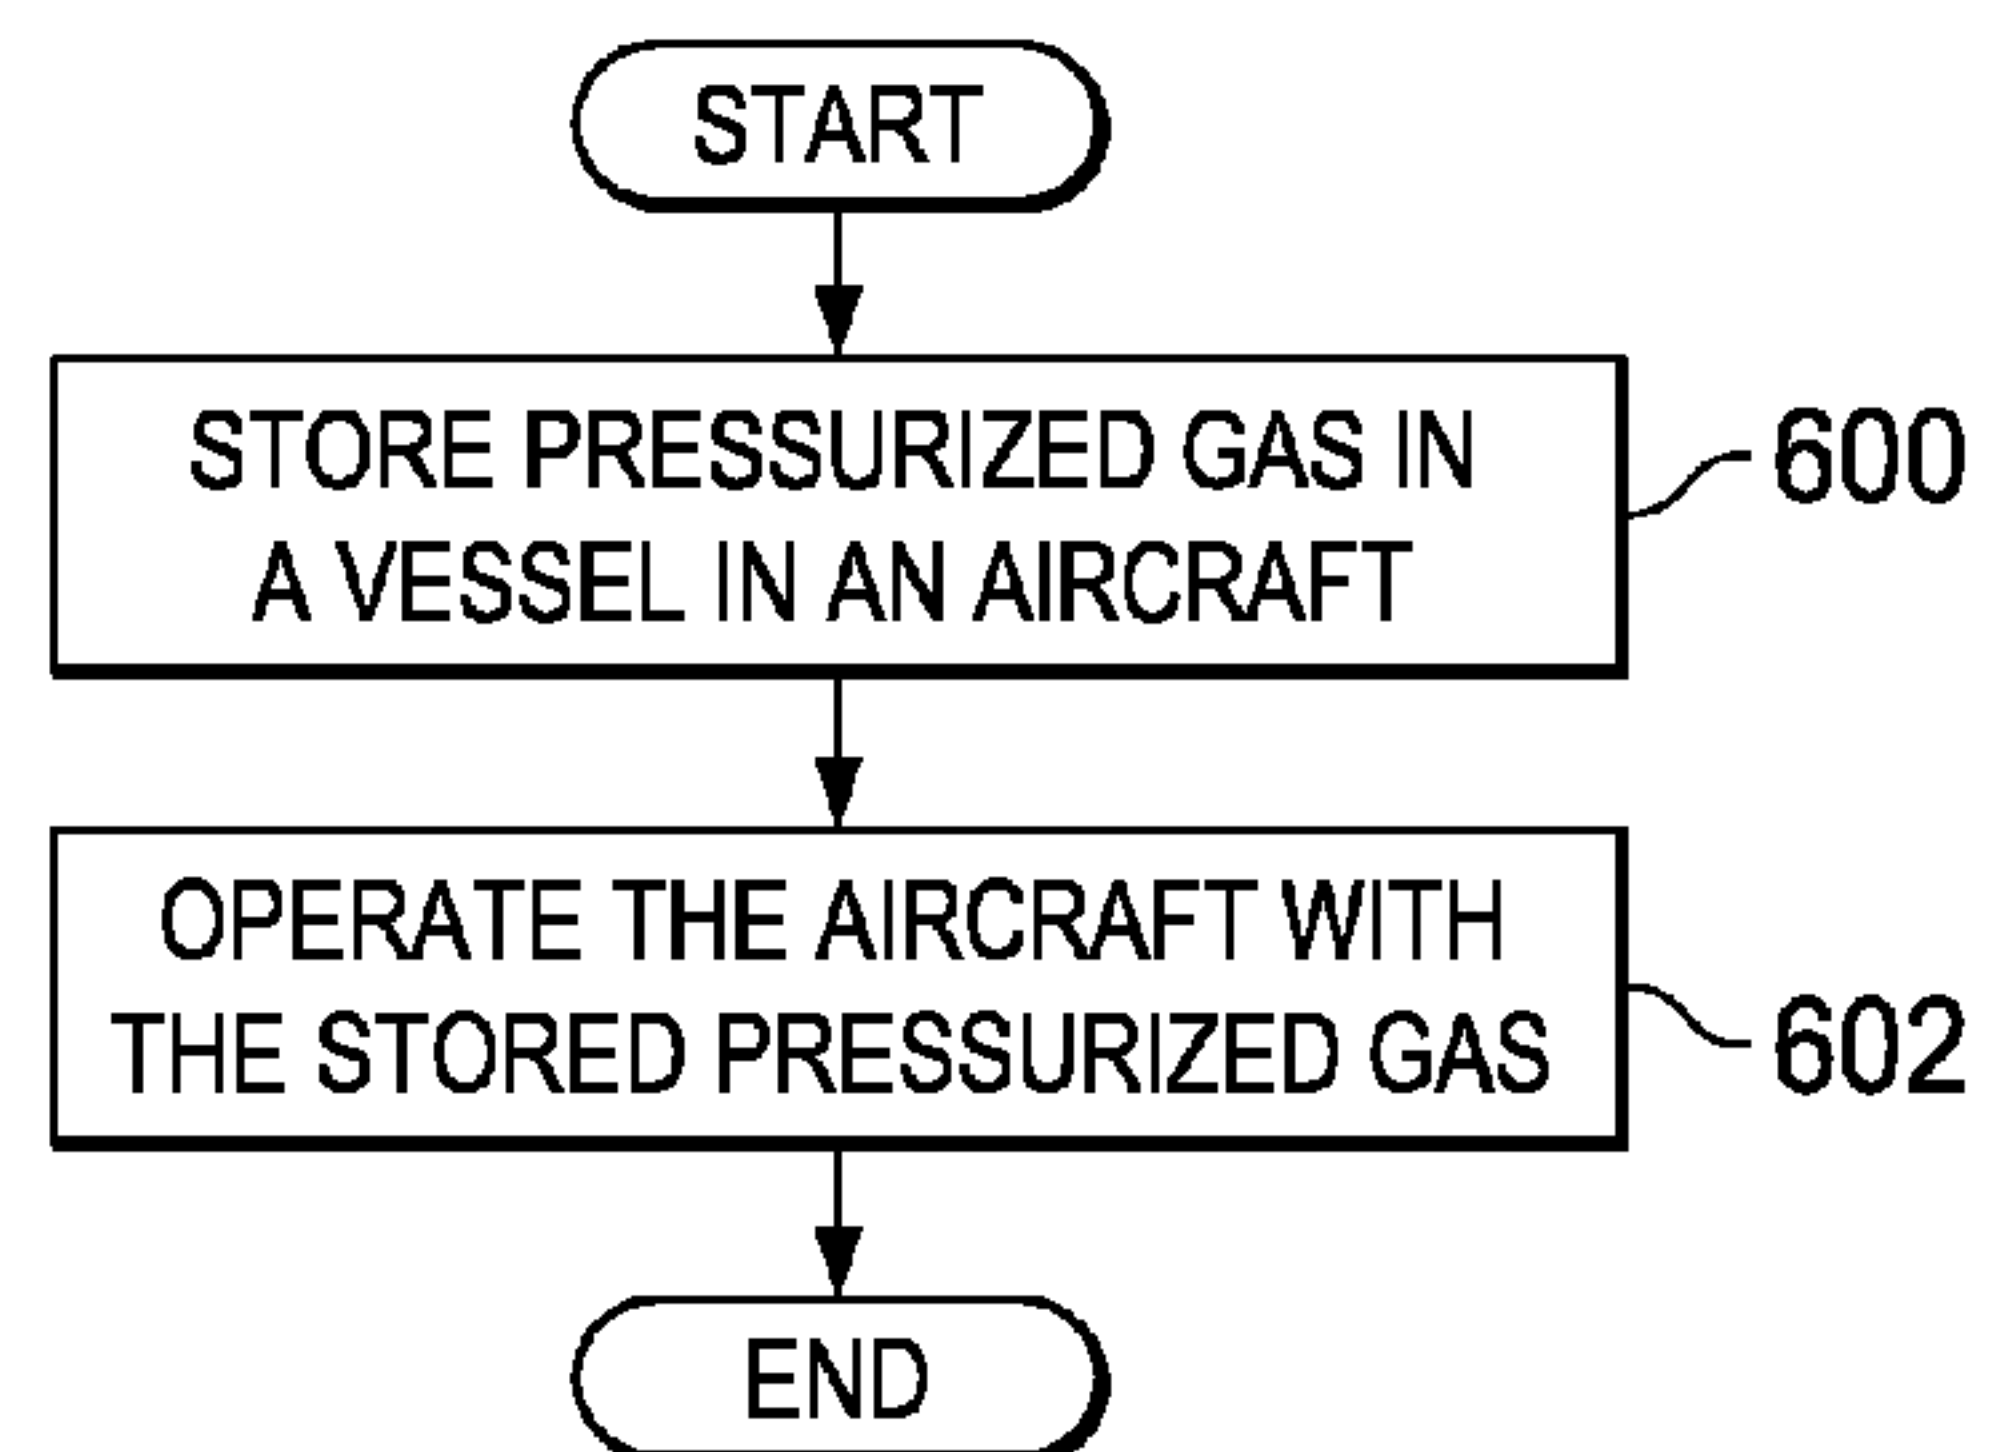 START
STORE PRESSURIZED GAS IN
A VESSEL IN AN AIRCRAFT
600
OPERATE THE AIRCRAFT WITH
THE STORED PRESSURIZED GAS
602
END